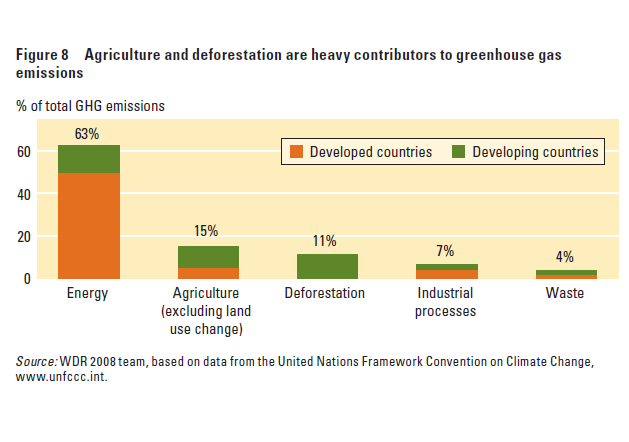 Figure 8 Agriculture and deforestation are heavy contributors to greenhouse gas
emissions
% of total GHG emissions
63%
60
Developed countries
Developing countries
40
20
15%
11%
7%
4%
0
Energy
Agriculture
(excluding land
use change)
Deforestation
Industrial
processes
Waste
Source: WDR 2008 team, based on data from the United Nations Framework Convention on Climate Change,
www.unfccc.int.